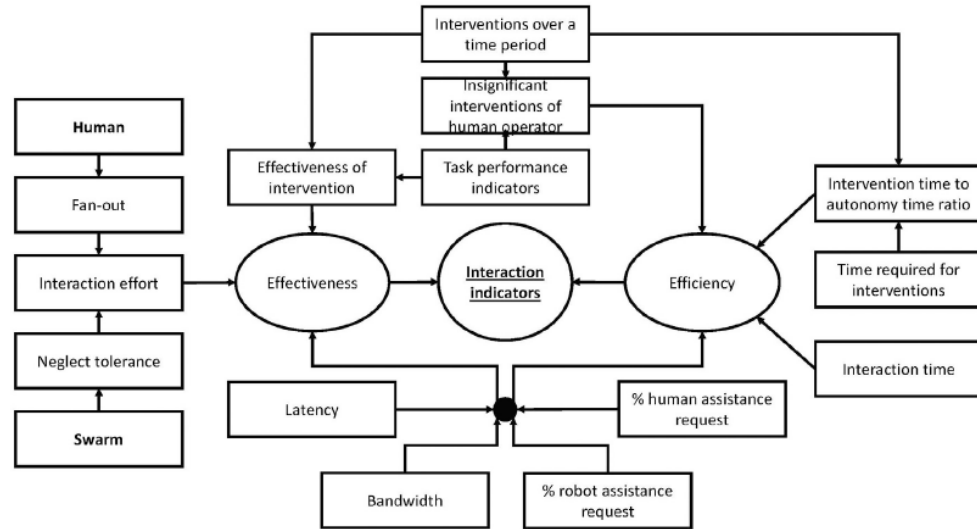 Interventions over a
time period
Insignificant
interventions of
human operator
Human
Effectiveness of
intervention
Task performance
indicators
Intervention time to
autonomy time ratio
Fan-out
Interaction effort
Effectiveness
Interaction
indicators
Efficiency
Time required for
interventions
Neglect tolerance
Interaction time
Latency
% human assistance
request
Swarm
Bandwidth
% robot assistance
request